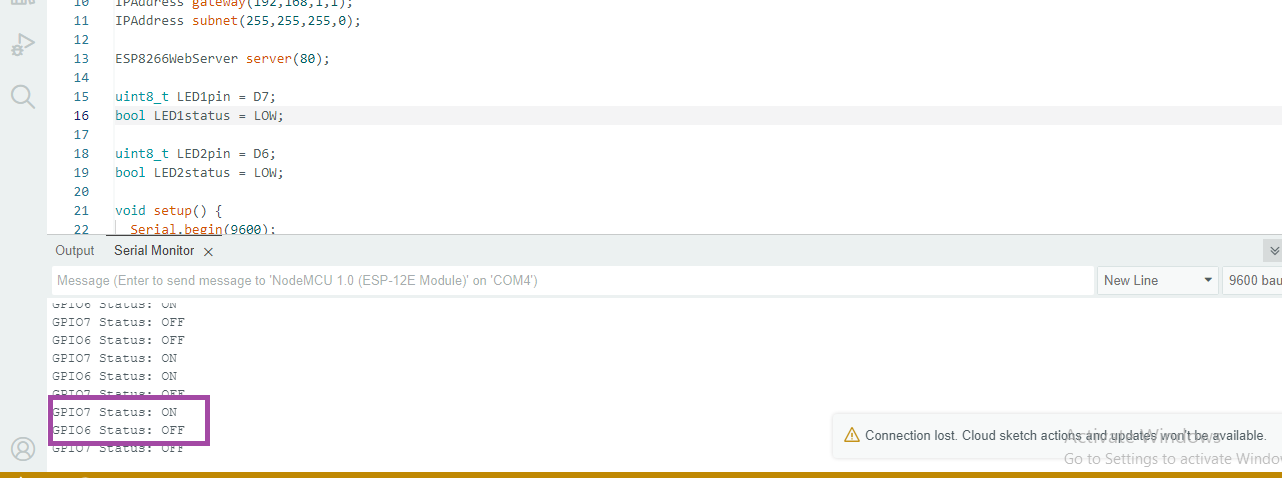 10 IPAddress gateway(192,168,1,1);
11 IPAddress subnet(255,255,255,0);
12
13 ESP8266WebServer server(80);
14
15 uint8_t LED1pin = D7;
16 bool LED1status = LOW;
17
18 uint8_t LED2pin = D6;
19 bool LED2status = LOW;
20
21 void setup() {
22 Serial.begin(9600);
Output Serial Monitor
Message (Enter to send message to 'NodeMCU 1.0 (ESP-12E Module)' on 'COM4')
New Line
9600 bau
GPIO6 Status: ON
GPIO7 Status: OFF
GPIO6 Status: OFF
GPIO7 Status: ON
GPIO6 Status: ON
GPIO7 Status: OFF
GPIO7 Status: ON
GPIO6 Status: OFF
GPIO7 Status: OFF
Connection lost. Cloud sketch actions and updates won't be available.
Activate Windows
Go to Settings to activate Windo